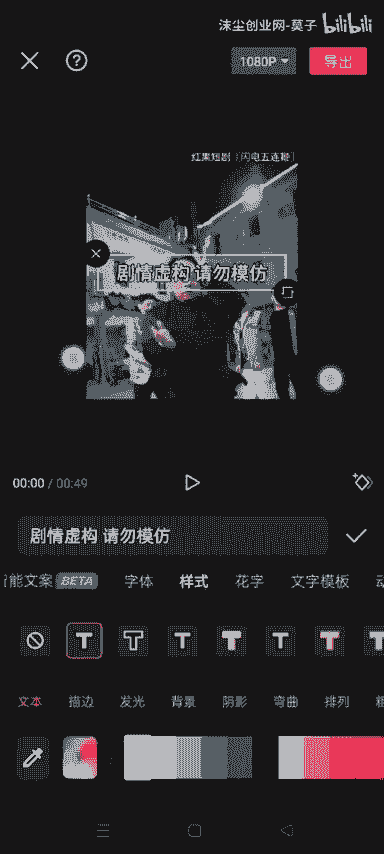 沫尘创业网-莫子 bilibili
1080P
导出
红果短剧《闪电五连鞭》
剧情虚构 请勿模仿
00:00 / 00:49
剧情虚构 请勿模仿
能文案 BETA 字体 样式 花字 文字模板
T T T T T T T
文本 描边 发光 背景 阴影 弯曲 排列